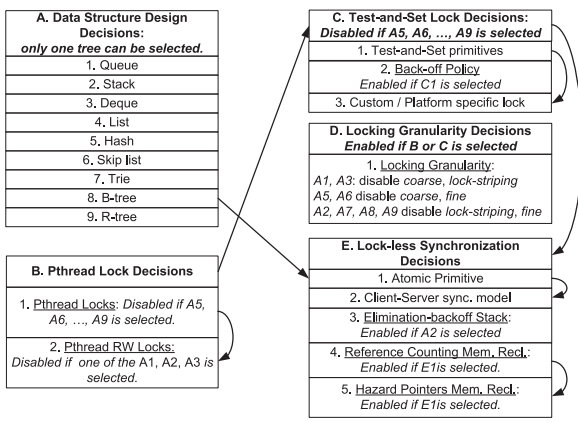 A. Data Structure Design
Decisions:
only one tree can be selected.
1. Queue
2. Stack
3. Deque
4. List
5. Hash
6. Skip list
7. Trie
8. B-tree
9. R-tree
B. Pthread Lock Decisions
1. Pthread Locks: Disabled if A5,
A6, ..., A9 is selected.
2. Pthread RW Locks:
Disabled if one of the A1, A2, A3 is
selected.
C. Test-and-Set Lock Decisions:
Disabled if A5, A6, ..., A9 is selected
1. Test-and-Set primitives
2. Back-off Policy
Enabled if C1 is selected
3. Custom / Platform specific lock
D. Locking Granularity Decisions
Enabled if B or C is selected
1. Locking Granularity:
A1, A3: disable coarse, lock-striping
A5, A6 disable coarse, fine
A2, A7, A8, A9 disable lock-striping, fine
E. Lock-less Synchronization
Decisions
1. Atomic Primitive
2. Client-Server sync. model
3. Elimination-backoff Stack:
Enabled if A2 is selected
4. Reference Counting Mem. Recl.:
Enabled if E1is selected.
5. Hazard Pointers Mem. Recl.:
Enabled if E1is selected.